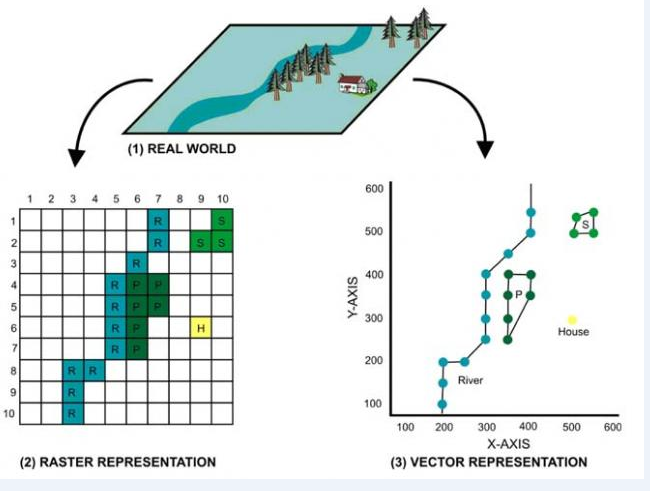 (1) REAL WORLD
1 2 3 4 5 6 7 8 9 10
1 R S
2 R S S
3 R
4 R P P
5 R P P
6 R P H
7 R P
8 R R
9 R
10 R
(2) RASTER REPRESENTATION
600
500
400
300
200
100
Y-AXIS
S
P
House
River
100 200 300 400 500 600
X-AXIS
(3) VECTOR REPRESENTATION